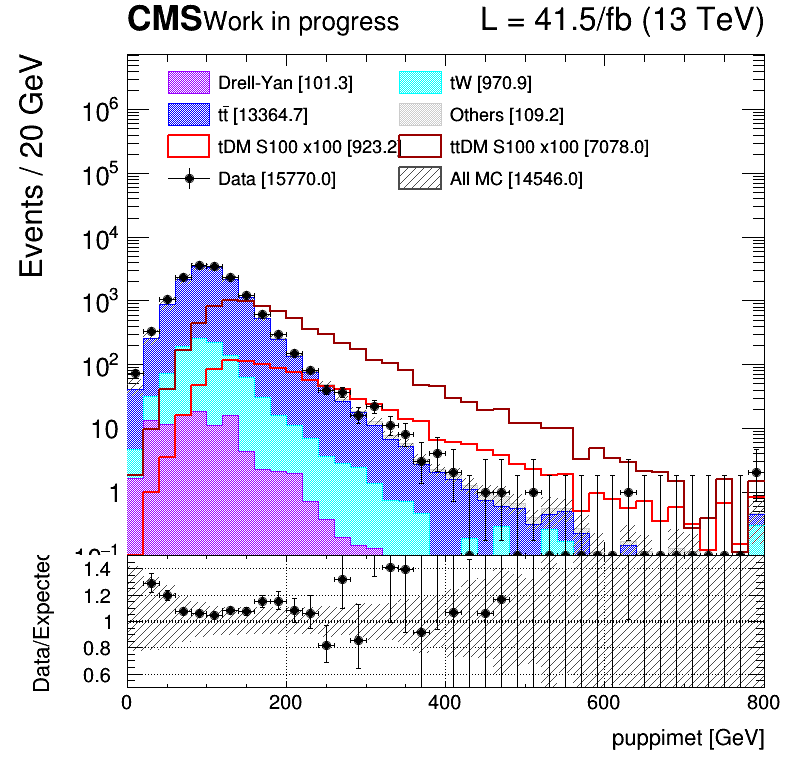 CMS Work in progress L = 41.5/fb (13 TeV)
Events / 20 GeV
Drell-Yan [101.3] tW [970.9]
tt̄ [13364.7] Others [109.2]
tDM S100 x100 [923.2] ttDM S100 x100 [7078.0]
Data [15770.0] All MC [14546.0]
10⁶
10⁵
10⁴
10³
10²
10
1
10⁻¹
Data/Expected
1.4
1.2
1
0.8
0.6
0 200 400 600 800
puppimet [GeV]